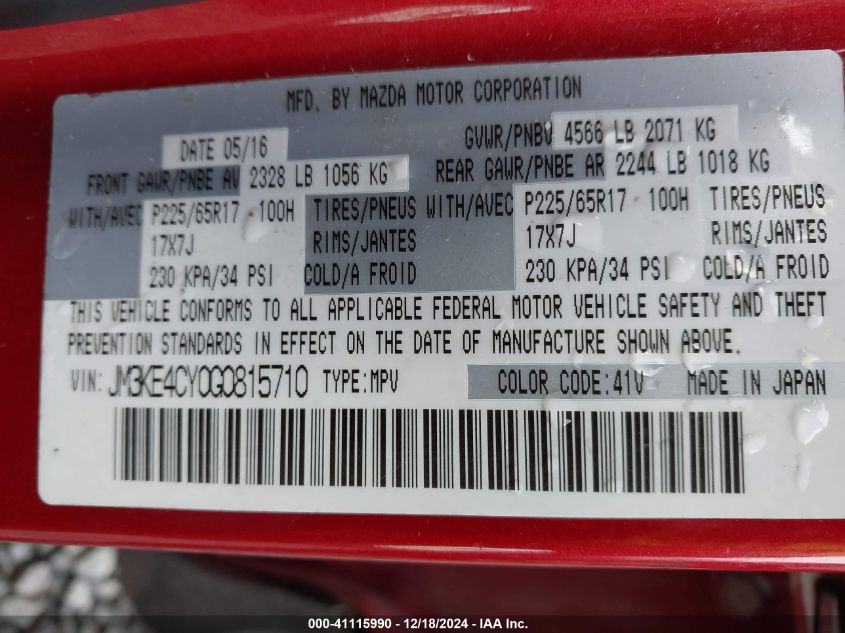 MFD. BY MAZDA MOTOR CORPORATION
DATE 05/16 GVWR/PNBV 4566 LB 2071 KG
FRONT GAWR/PNBE AV 2328 LB 1056 KG REAR GAWR/PNBE AR 2244 LB 1018 KG
WITH/AVEC P225/65R17 100H TIRES/PNEUS WITH/AVEC P225/65R17 100H TIRES/PNEUS
17X7J RIMS/JANTES 17X7J RIMS/JANTES
230 KPA/34 PSI COLD/A FROID 230 KPA/34 PSI COLD/A FROID
THIS VEHICLE CONFORMS TO ALL APPLICABLE FEDERAL MOTOR VEHICLE SAFETY AND THEFT
PREVENTION STANDARDS IN EFFECT ON THE DATE OF MANUFACTURE SHOWN ABOVE.
VIN: JM3KE4CY0G0815710 TYPE:MPV COLOR CODE:41V MADE IN JAPAN
000-41115990 - 12/18/2024 - IAA Inc.